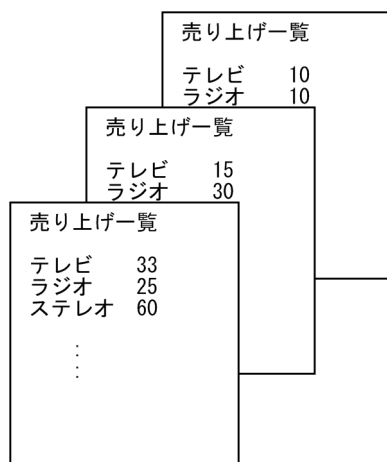 売り上げ一覧
テレビ 10
ラジオ 10
売り上げ一覧
テレビ 15
ラジオ 30
売り上げ一覧
テレビ 33
ラジオ 25
ステレオ 60
:
: